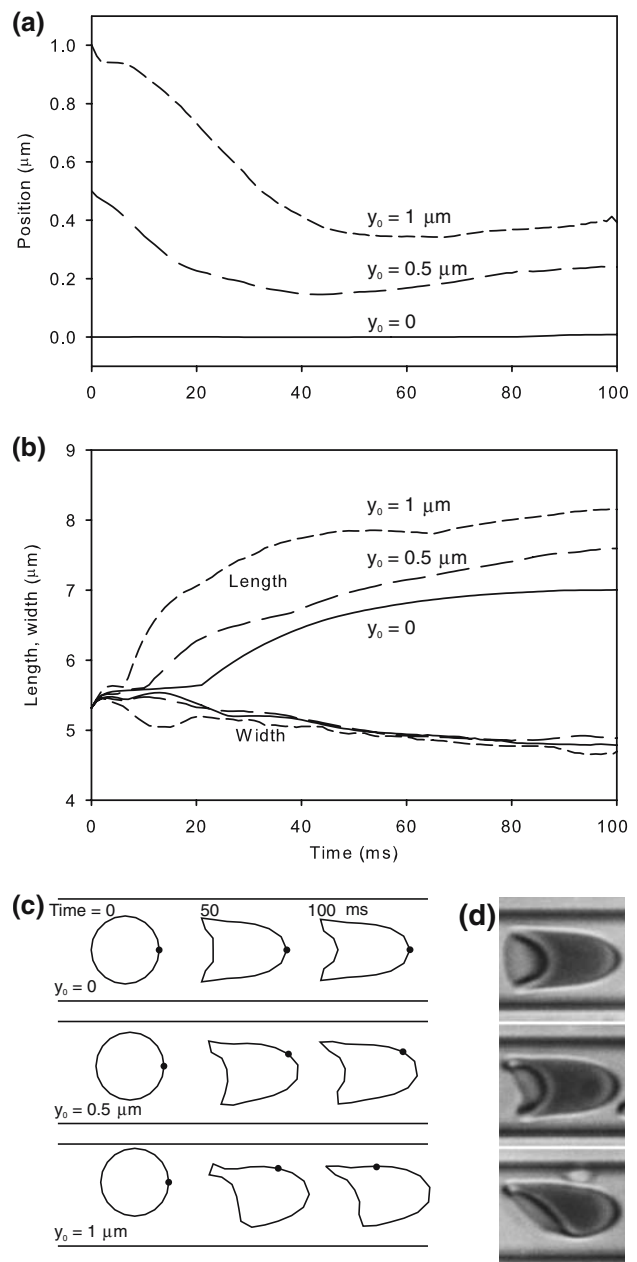 (a)
1.0
0.8
0.6
0.4
0.2
0.0
Position (μm)
y₀ = 1 μm
y₀ = 0.5 μm
y₀ = 0
0 20 40 60 80 100
(b)
9
8
7
6
5
4
Length, width (μm)
y₀ = 1 μm
y₀ = 0.5 μm
Length
y₀ = 0
Width
0 20 40 60 80 100
Time (ms)
(c)
Time = 0 50 100 ms
y₀ = 0
y₀ = 0.5 μm
y₀ = 1 μm
(d)